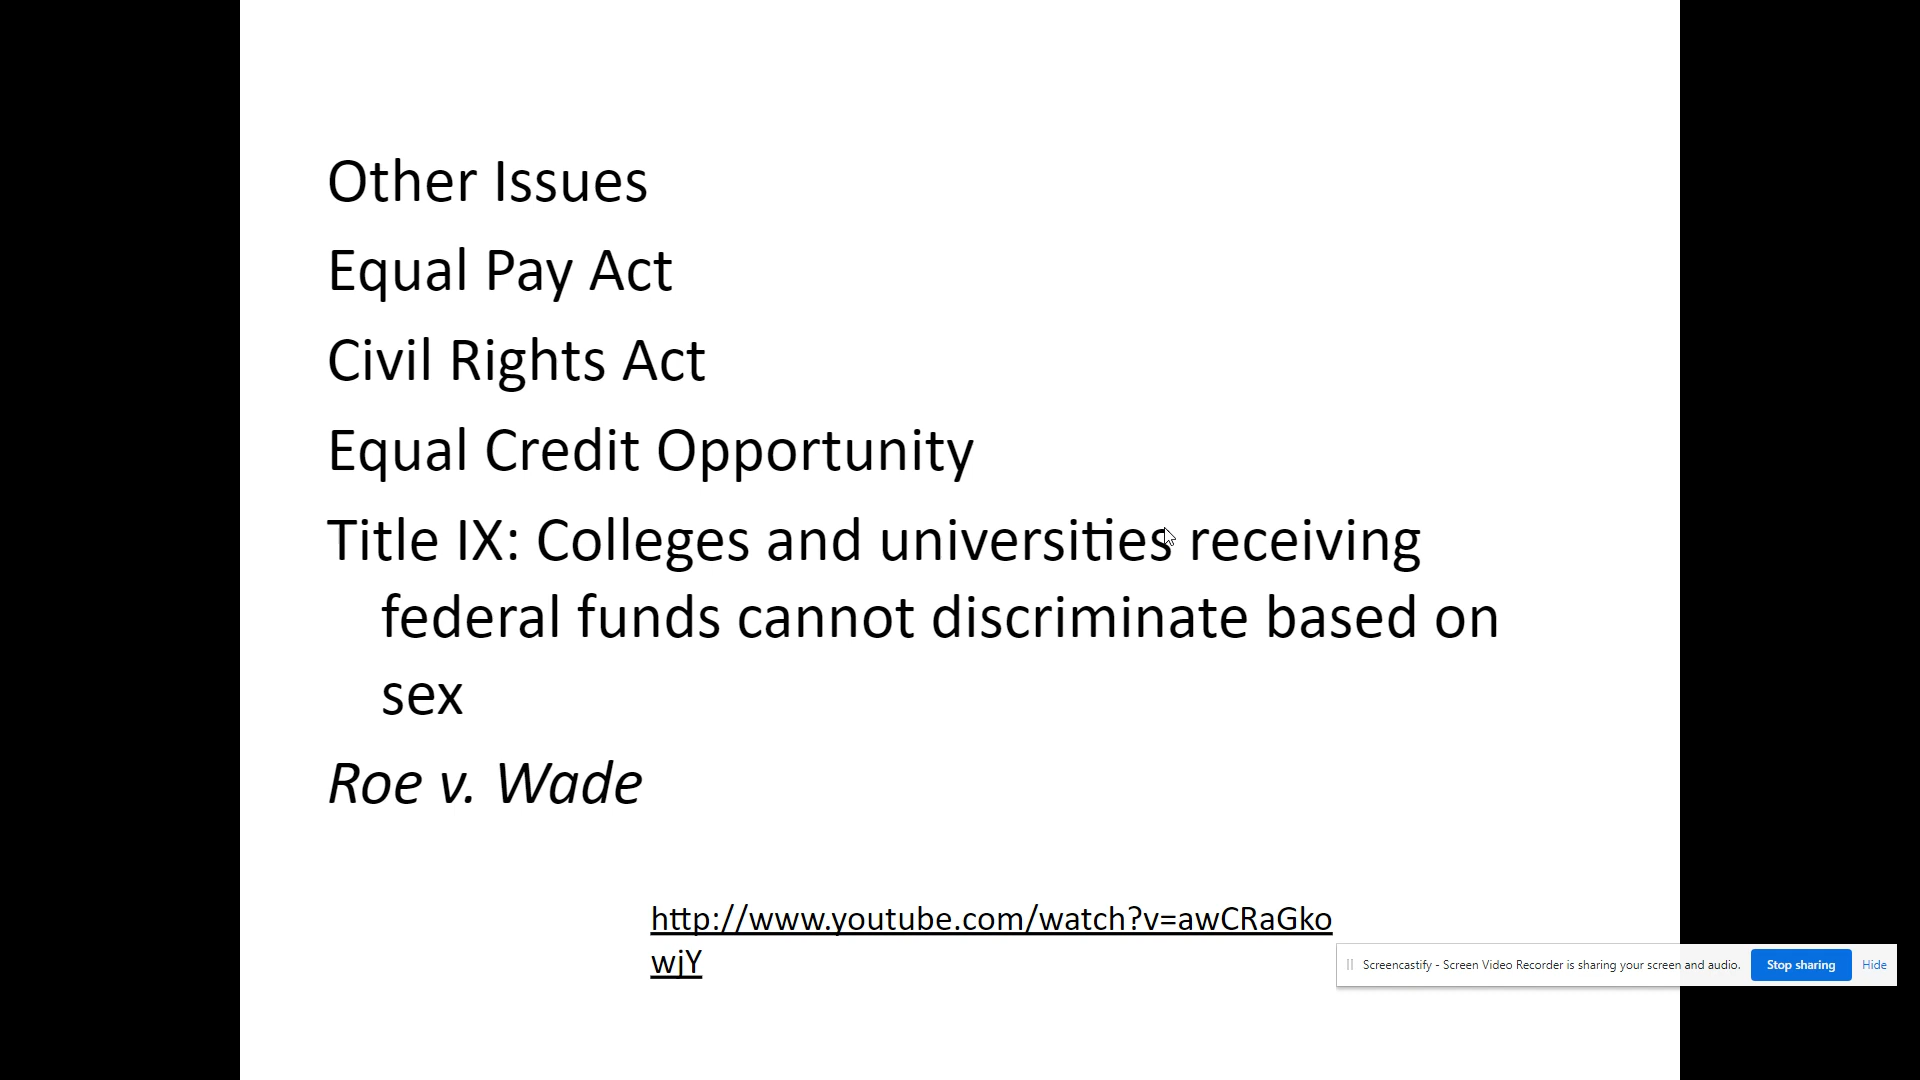 Other Issues
Equal Pay Act
Civil Rights Act
Equal Credit Opportunity
Title IX: Colleges and universities receiving
federal funds cannot discriminate based on
sex
Roe v. Wade
http://www.youtube.com/watch?v=awCRaGko
wjY
Screencastify - Screen Video Recorder is sharing your screen and audio. Stop sharing Hide